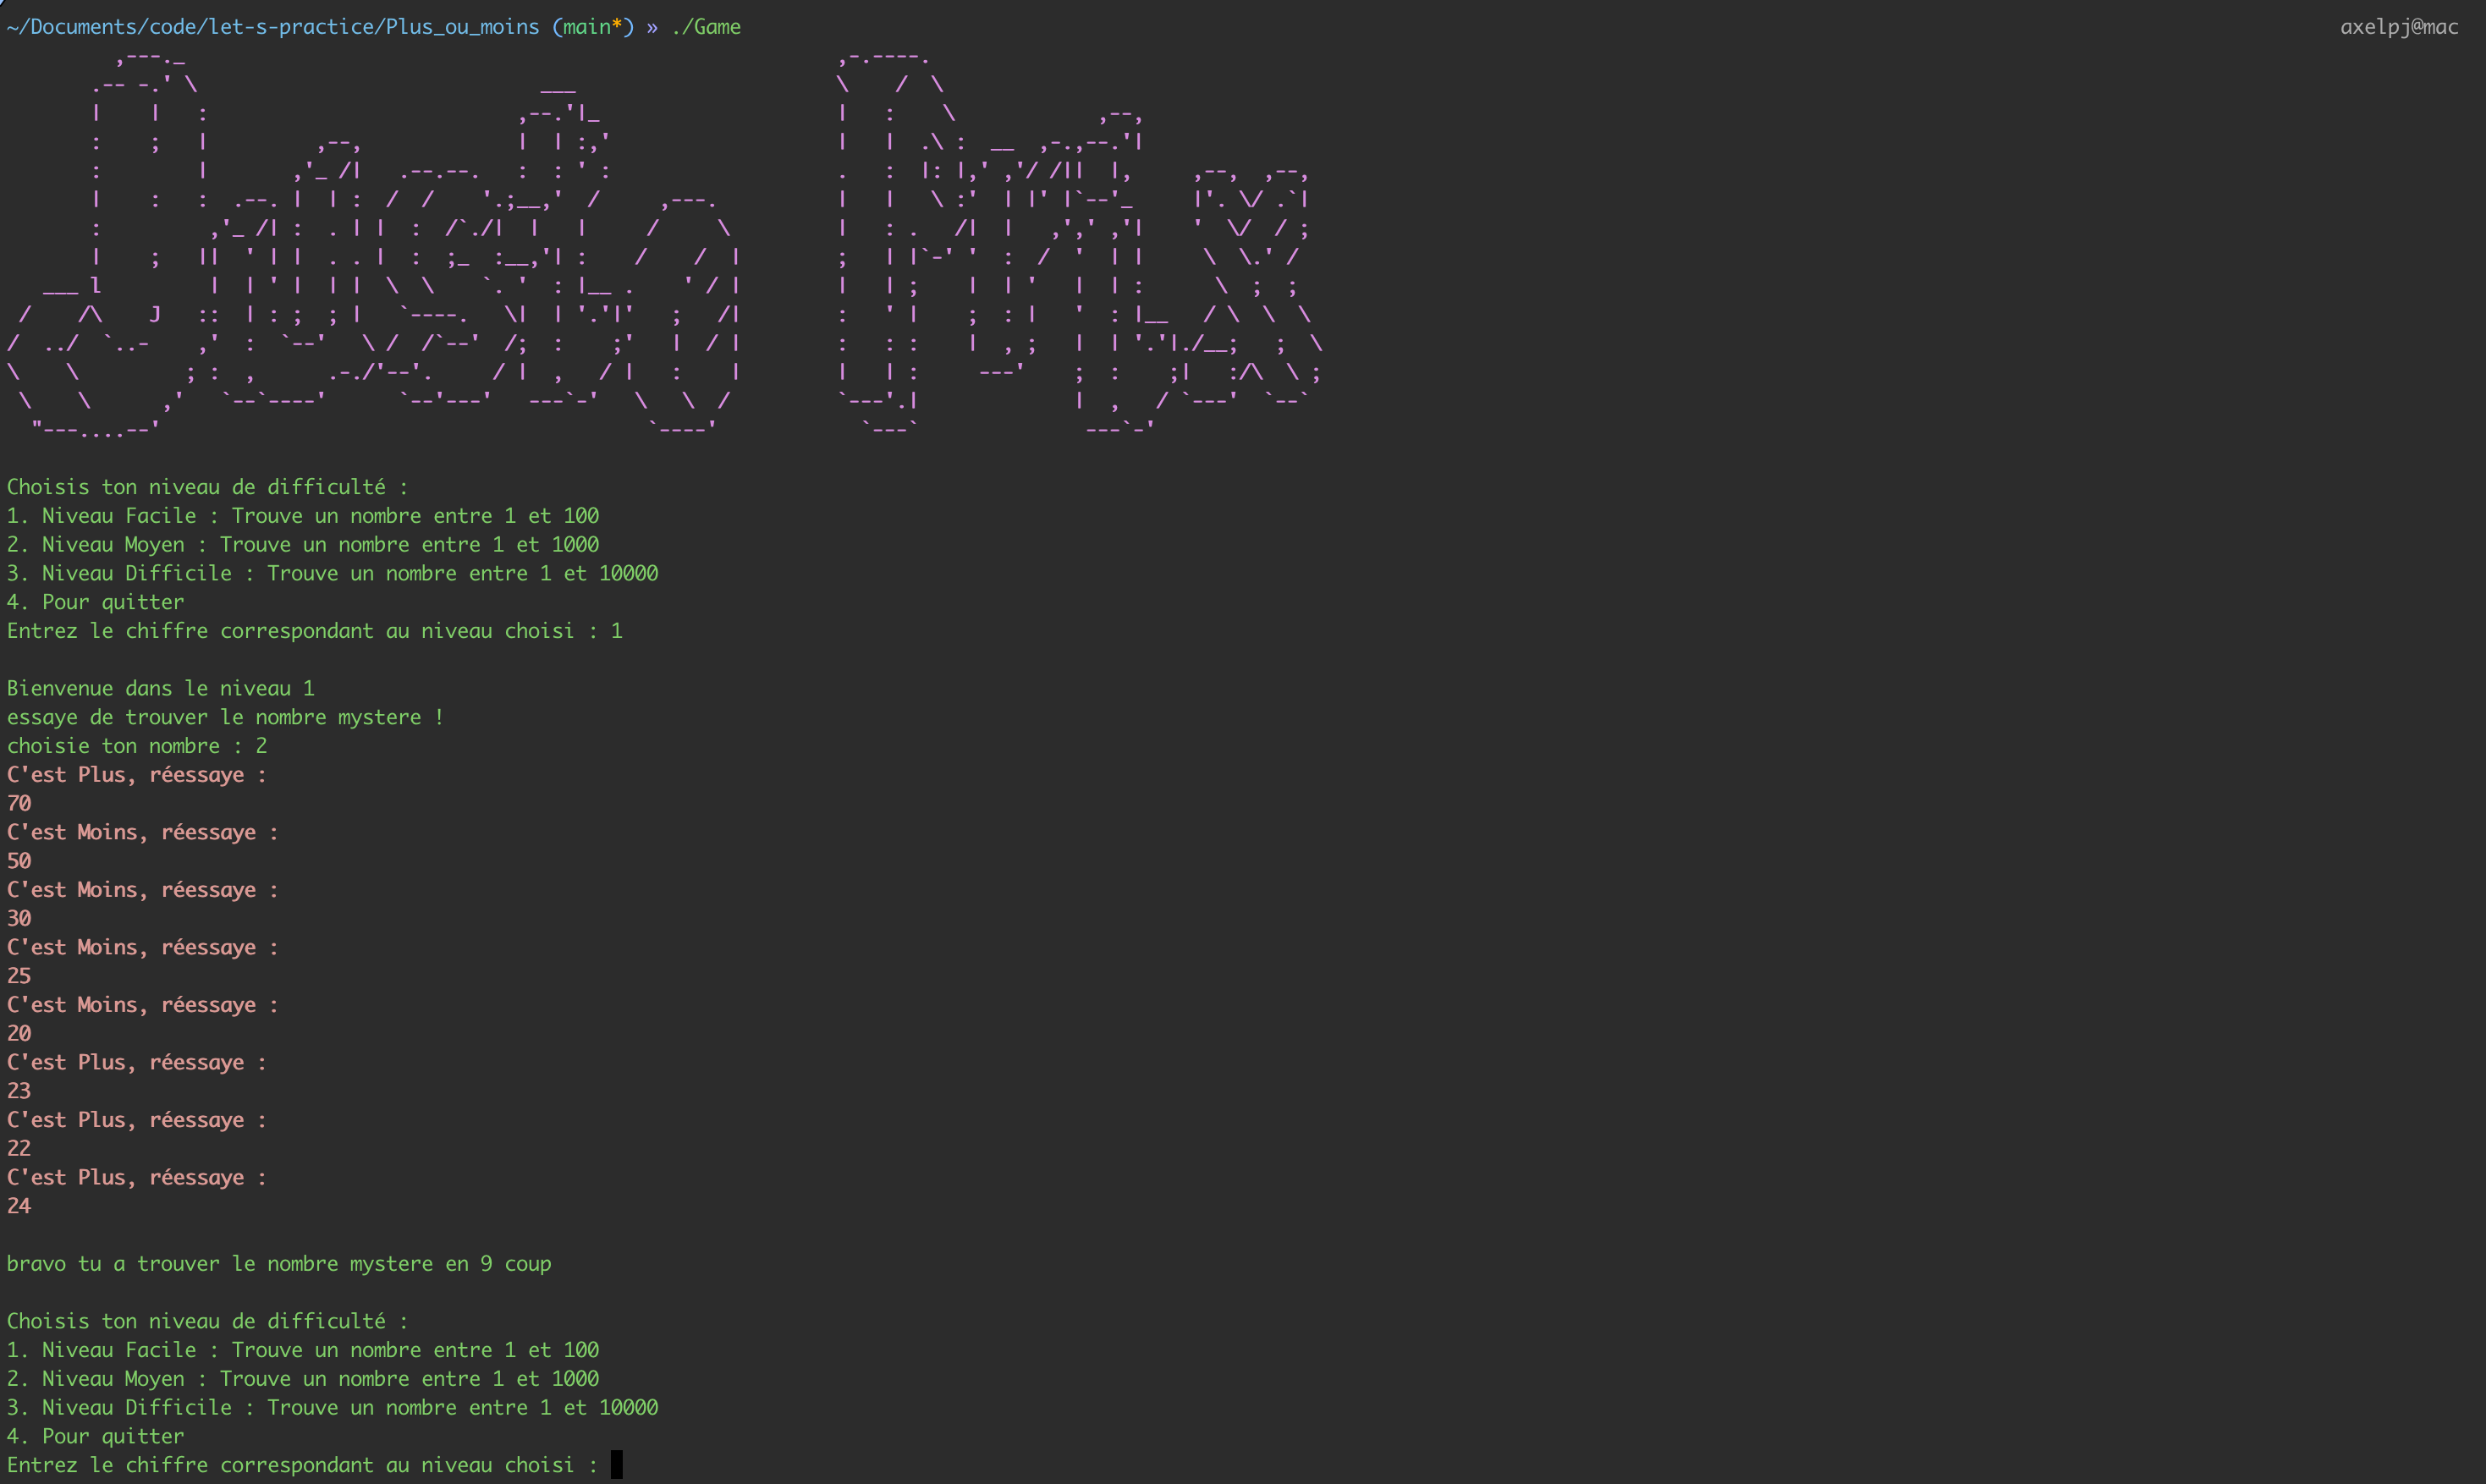 ~/Documents/code/let-s-practice/Plus_ou_moins (main*) » ./Game axelpj@mac
Juste Prix
Choisis ton niveau de difficulté :
1. Niveau Facile : Trouve un nombre entre 1 et 100
2. Niveau Moyen : Trouve un nombre entre 1 et 1000
3. Niveau Difficile : Trouve un nombre entre 1 et 10000
4. Pour quitter
Entrez le chiffre correspondant au niveau choisi : 1
Bienvenue dans le niveau 1
essaye de trouver le nombre mystere !
choisie ton nombre : 2
C'est Plus, réessaye :
70
C'est Moins, réessaye :
50
C'est Moins, réessaye :
30
C'est Moins, réessaye :
25
C'est Moins, réessaye :
20
C'est Plus, réessaye :
23
C'est Plus, réessaye :
22
C'est Plus, réessaye :
24
bravo tu a trouver le nombre mystere en 9 coup
Choisis ton niveau de difficulté :
1. Niveau Facile : Trouve un nombre entre 1 et 100
2. Niveau Moyen : Trouve un nombre entre 1 et 1000
3. Niveau Difficile : Trouve un nombre entre 1 et 10000
4. Pour quitter
Entrez le chiffre correspondant au niveau choisi :